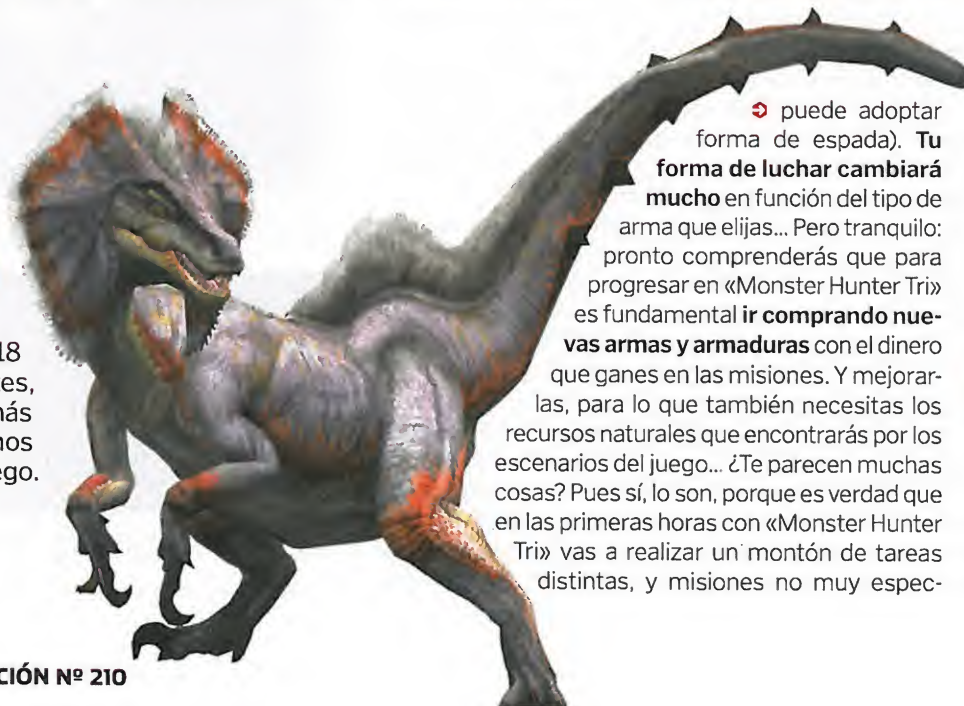 18
es,
más
nos
ego.
CIÓN Nº 210
puede adoptar
forma de espada). Tu
forma de luchar cambiará
mucho en función del tipo de
arma que elijas... Pero tranquilo:
pronto comprenderás que para
progresar en «Monster Hunter Tri»
es fundamental ir comprando nue-
vas armas y armaduras con el dinero
que ganes en las misiones. Y mejorar-
las, para lo que también necesitas los
recursos naturales que encontrarás por los
escenarios del juego... ¿Te parecen muchas
cosas? Pues sí, lo son, porque es verdad que
en las primeras horas con «Monster Hunter
Tri» vas a realizar un montón de tareas
distintas, y misiones no muy espec-